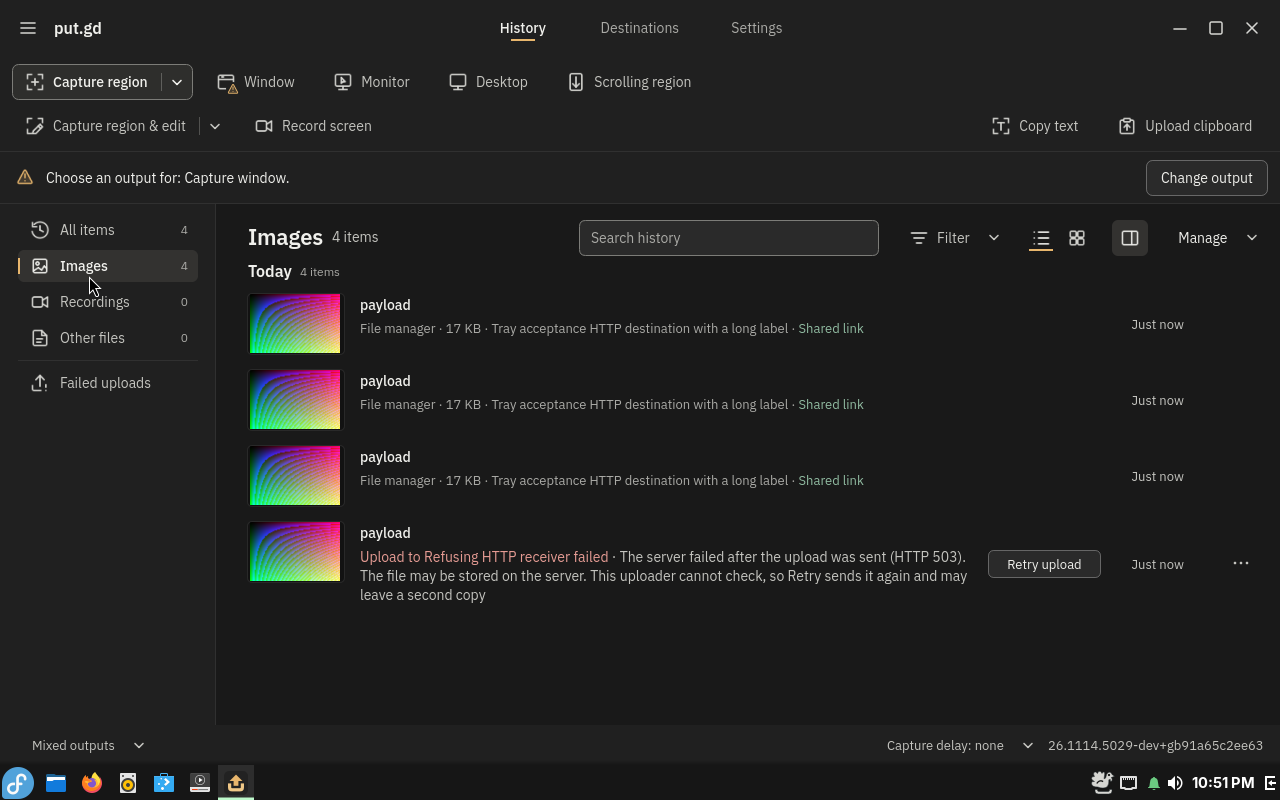 put.gd
History
Destinations
Settings
Capture region
Window
Monitor
Desktop
Scrolling region
Capture region & edit
Record screen
Copy text
Upload clipboard
Choose an output for: Capture window.
Change output
All items 4
Images 4
Recordings 0
Other files 0
Failed uploads
Images 4 items
Search history
Filter
Manage
Today 4 items
payload
File manager · 17 KB · Tray acceptance HTTP destination with a long label · Shared link
Just now
payload
File manager · 17 KB · Tray acceptance HTTP destination with a long label · Shared link
Just now
payload
File manager · 17 KB · Tray acceptance HTTP destination with a long label · Shared link
Just now
payload
Upload to Refusing HTTP receiver failed · The server failed after the upload was sent (HTTP 503).
The file may be stored on the server. This uploader cannot check, so Retry sends it again and may
leave a second copy
Retry upload
Just now
Mixed outputs
Capture delay: none
26.1114.5029-dev+gb91a65c2ee63
10:51 PM